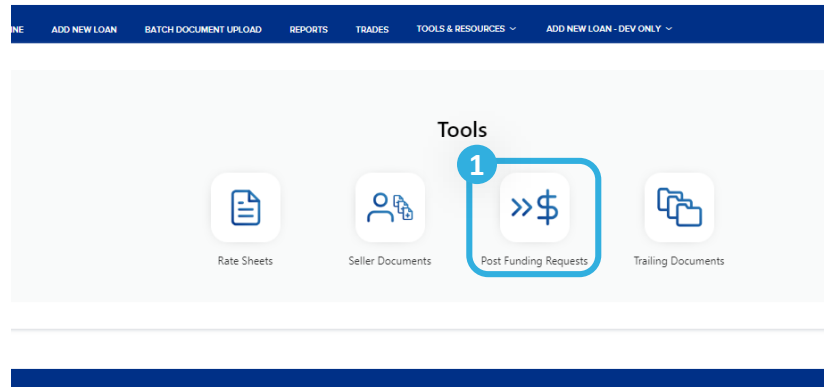 NE ADD NEW LOAN BATCH DOCUMENT UPLOAD REPORTS TRADES TOOLS & RESOURCES ADD NEW LOAN - DEV ONLY
Tools
1
$
Rate Sheets Seller Documents Post Funding Requests Trailing Documents